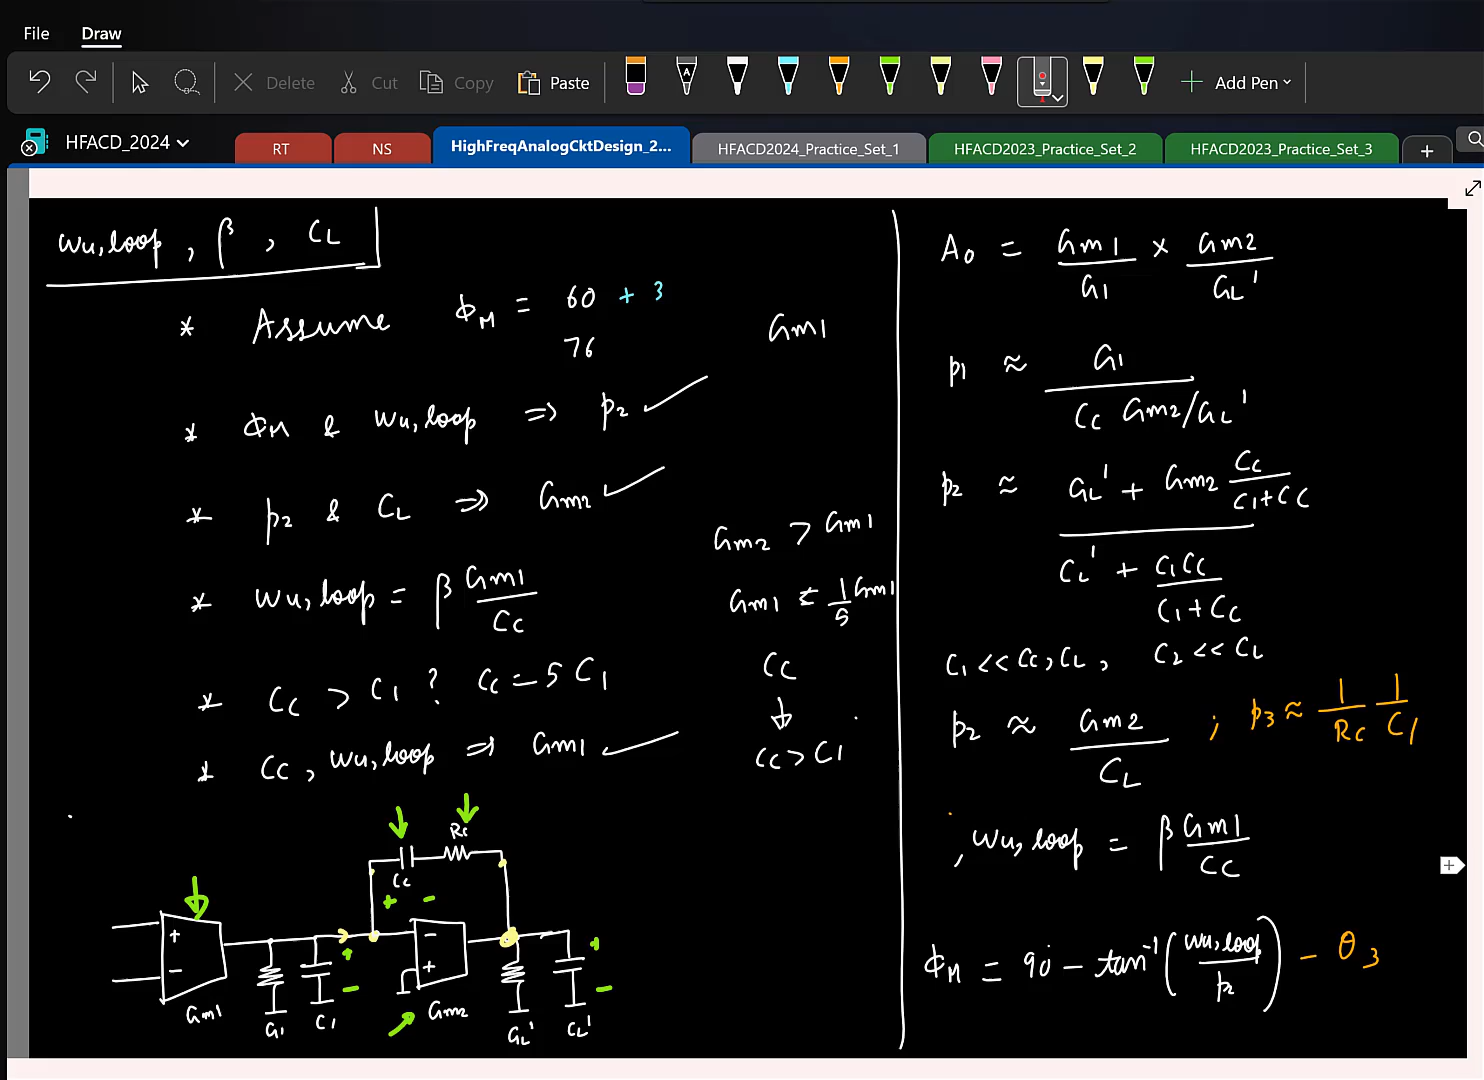 File Draw
Delete Cut Copy Paste A Add Pen
HFACD_2024 RT NS HighFreqAnalogCktDesign_2... HFACD2024_Practice_Set_1 HFACD2023_Practice_Set_2 HFACD2023_Practice_Set_3 +
ωu,loop , β , CL
* Assume ΦM = 60 + 3
76
Gm1
* ΦM & ωu,loop => p2 ✓
* p2 & CL => Gm2 ✓
Gm2 > Gm1
* ωu,loop = β Gm1/CC
Gm1 = 1/5 Gm1
* CC > C1 ? CC = 5 C1
CC
↓
CC > C1
* CC , ωu,loop => Gm1 ✓
RC
CC
+ -
+ - Gm1
G1
C1
+ -
- + Gm2
GL'
CL'
+ -
A0 = Gm1/G1 × Gm2/GL'
p1 ≈ G1 / (CC Gm2/GL')
p2 ≈ (GL' + Gm2 CC/(C1+CC)) / (CL' + C1CC/(C1+CC))
C1 << CC, CL , C2 << CL
p2 ≈ Gm2/CL ; p3 ≈ 1/RC 1/C1
, ωu,loop = β Gm1/CC
ΦM = 90° - tan⁻¹(ωu,loop/p2) - θ3